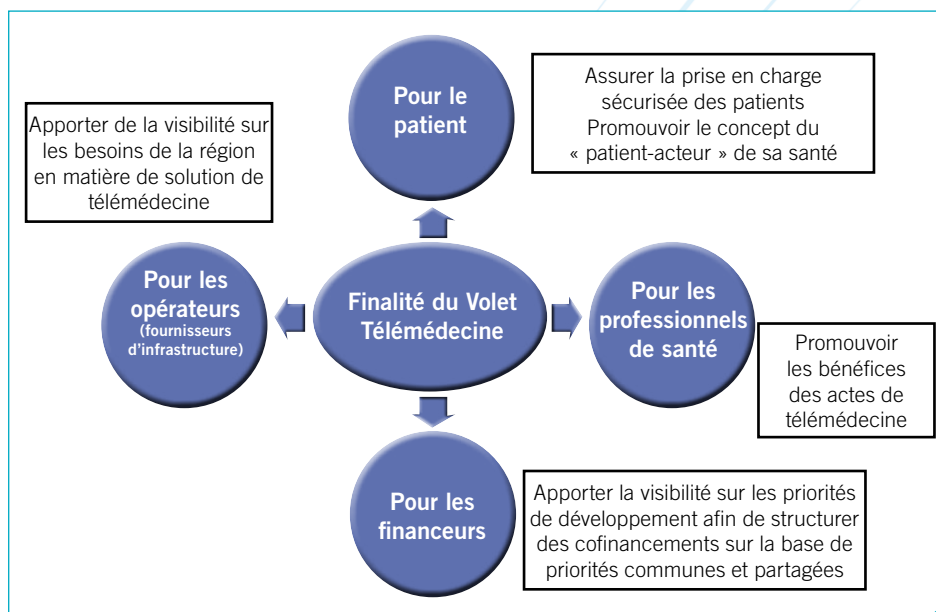 Pour le
patient
Assurer la prise en charge
sécurisée des patients
Promouvoir le concept du
« patient-acteur » de sa santé
Apporter de la visibilité sur
les besoins de la région
en matière de solution de
télémédecine
Pour les
opérateurs
(fournisseurs
d'infrastructure)
Finalité du Volet
Télémédecine
Pour les
professionnels
de santé
Promouvoir
les bénéfices
des actes de
télémédecine
Pour les
financeurs
Apporter la visibilité sur les priorités
de développement afin de structurer
des cofinancements sur la base de
priorités communes et partagées